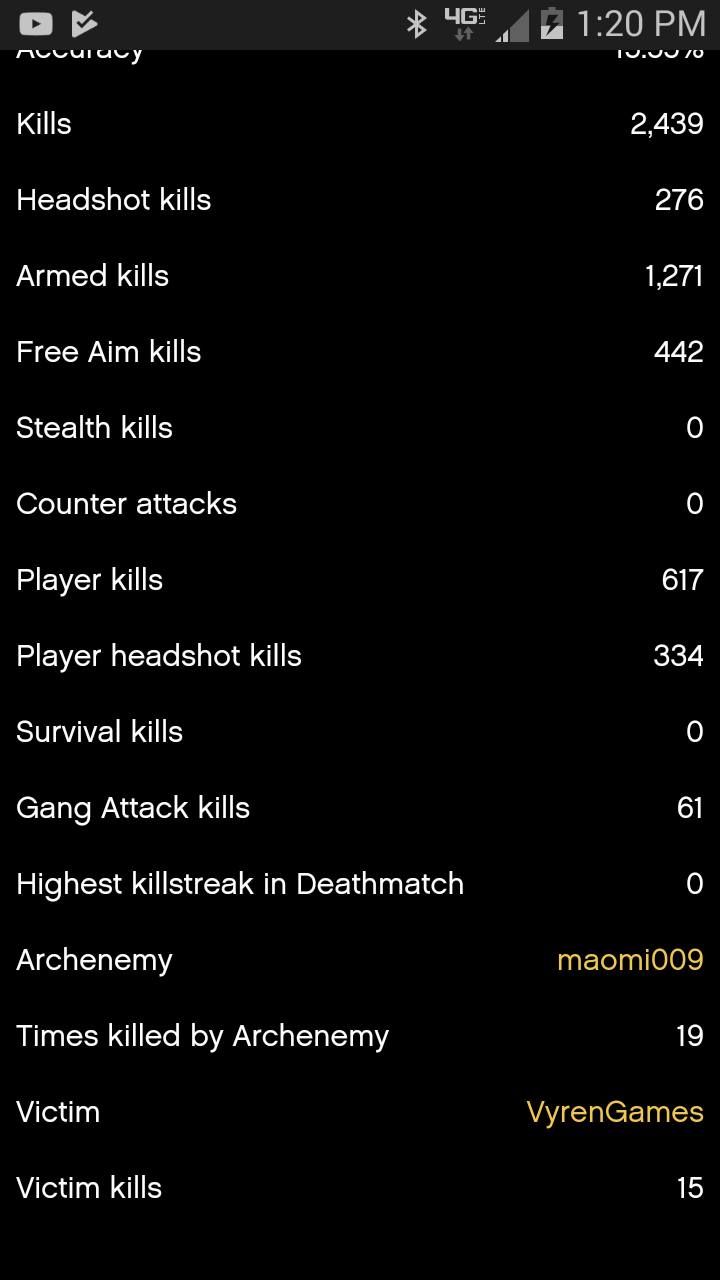 4G LTE 1:20 PM
Accuracy
Kills 2,439
Headshot kills 276
Armed kills 1,271
Free Aim kills 442
Stealth kills 0
Counter attacks 0
Player kills 617
Player headshot kills 334
Survival kills 0
Gang Attack kills 61
Highest killstreak in Deathmatch 0
Archenemy maomi009
Times killed by Archenemy 19
Victim VyrenGames
Victim kills 15